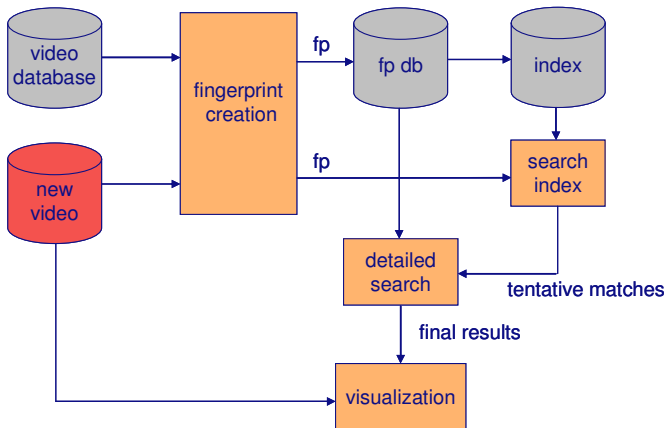 video
database
fingerprint
creation
fp
fp db
index
new
video
fp
search
index
detailed
search
tentative matches
final results
visualization